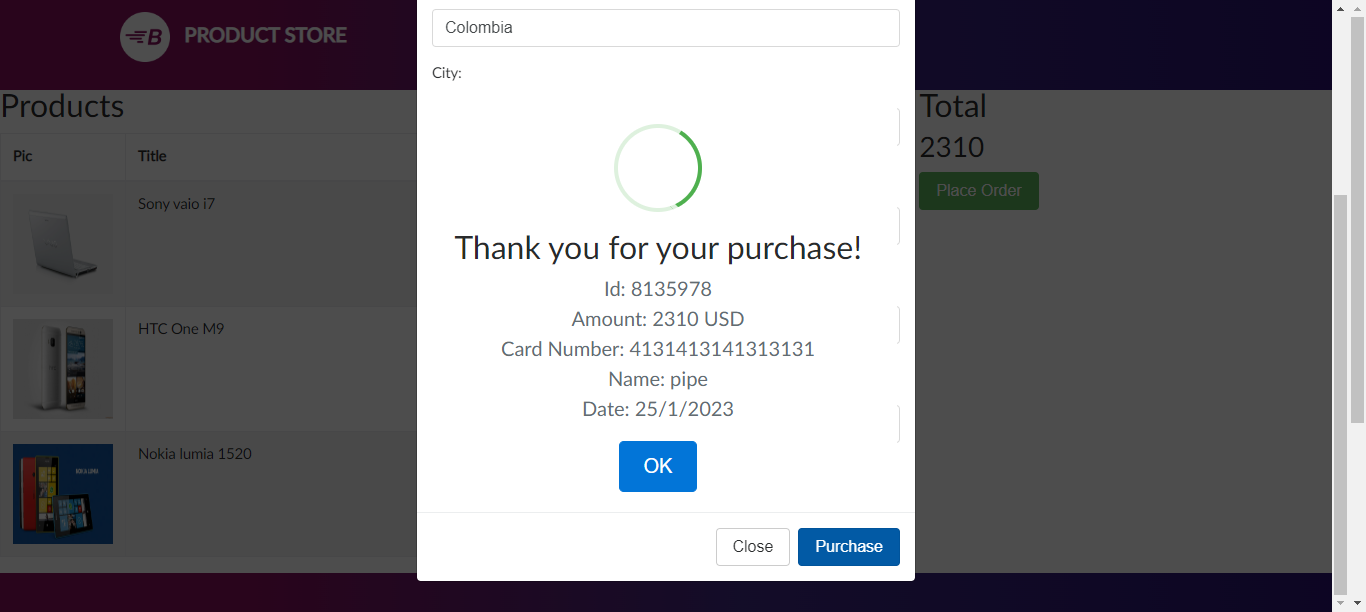 B PRODUCT STORE
Products
Pic Title
Sony vaio i7
HTC One M9
Nokia lumia 1520
NOKIA LUMIA
Colombia
City:
Thank you for your purchase!
Id: 8135978
Amount: 2310 USD
Card Number: 4131413141313131
Name: pipe
Date: 25/1/2023
OK
Close
Purchase
Total
2310
Place Order